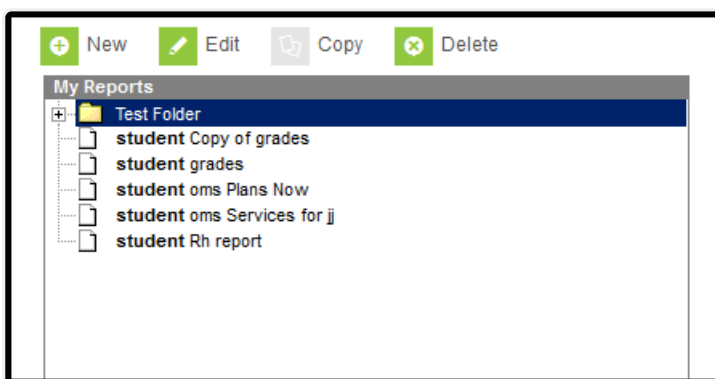 New Edit Copy Delete
My Reports
Test Folder
student Copy of grades
student grades
student oms Plans Now
student oms Services for jj
student Rh report